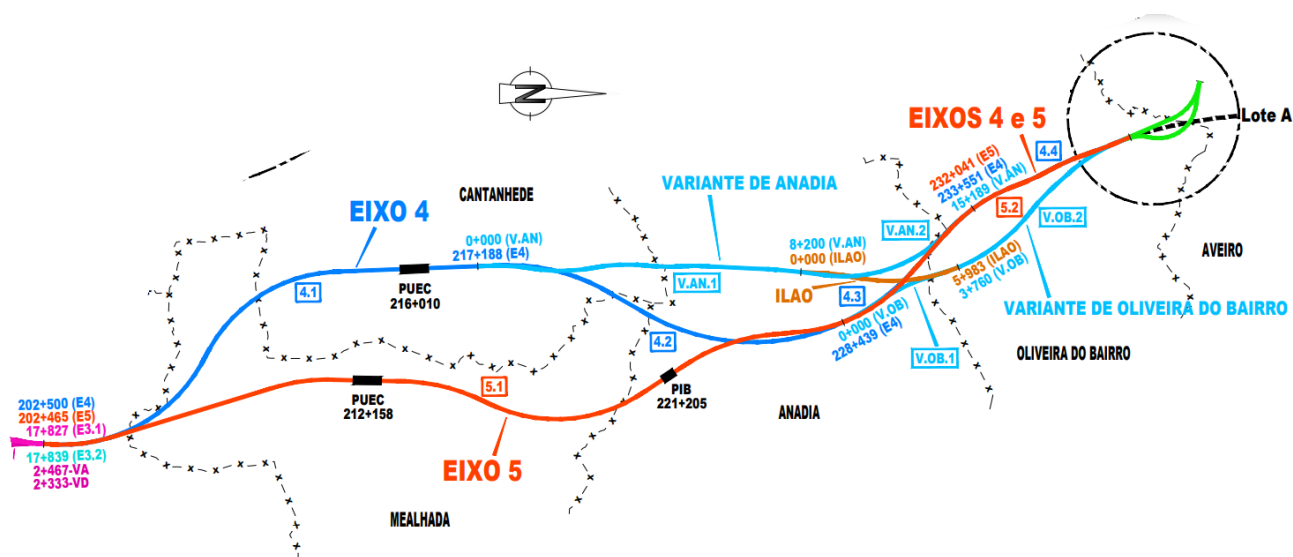 N
Lote A
EIXOS 4 e 5
4.4
232+041 (E5)
233+551 (E4)
15+189 (V.AN)
5.2
CANTANHEDE
VARIANTE DE ANADIA
EIXO 4
0+000 (V.AN)
217+188 (E4)
8+200 (V.AN)
0+000 (ILAO)
V.AN.2
V.OB.2
AVEIRO
4.1
PUEC
216+010
V.AN.1
ILAO
4.3
5+983 (ILAO)
3+760 (V.OB)
VARIANTE DE OLIVEIRA DO BAIRRO
0+000 (V.OB)
228+439 (E4)
V.OB.1
OLIVEIRA DO BAIRRO
4.2
5.1
PUEC
212+158
PIB
221+205
ANADIA
202+500 (E4)
202+465 (E5)
17+827 (E3.1)
17+839 (E3.2)
2+467-VA
2+333-VD
EIXO 5
MEALHADA